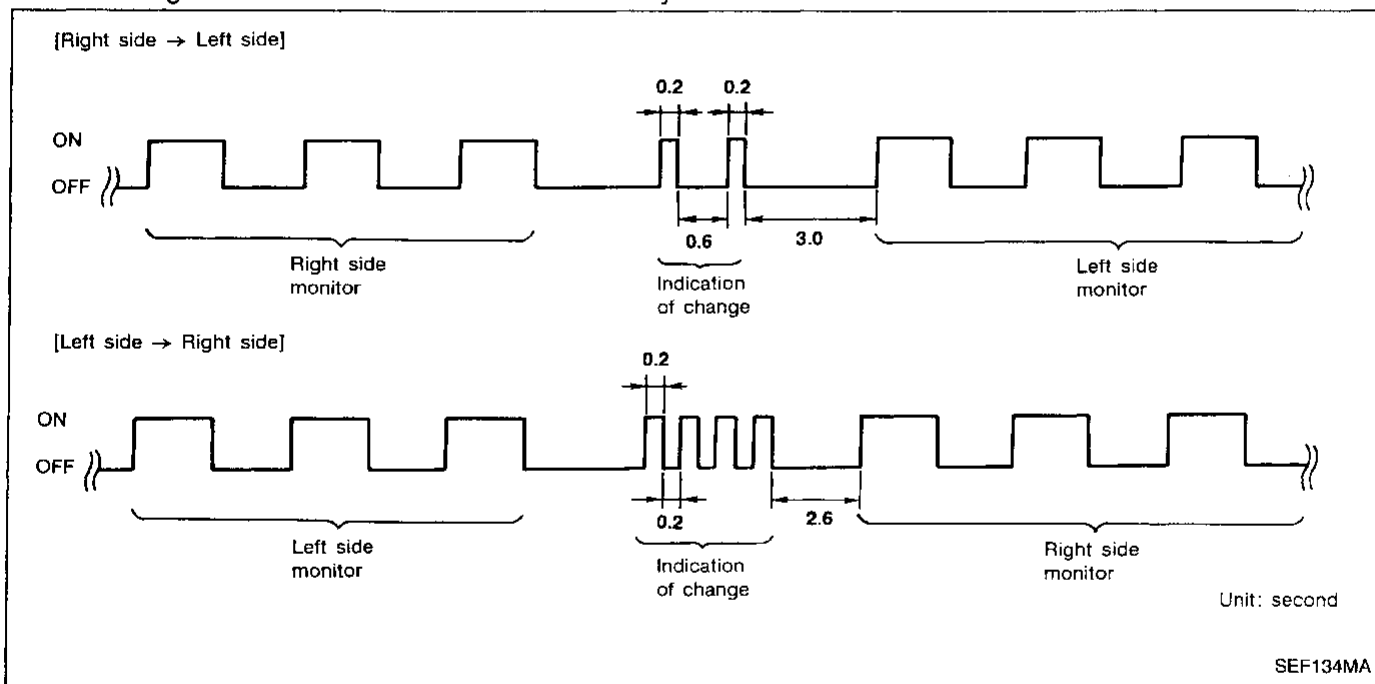 [Right side → Left side]
0.2 0.2
ON
OFF
0.6 3.0
Right side
monitor
Indication
of change
Left side
monitor
[Left side → Right side]
0.2
ON
OFF
0.2 2.6
Left side
monitor
Indication
of change
Right side
monitor
Unit: second
SEF134MA